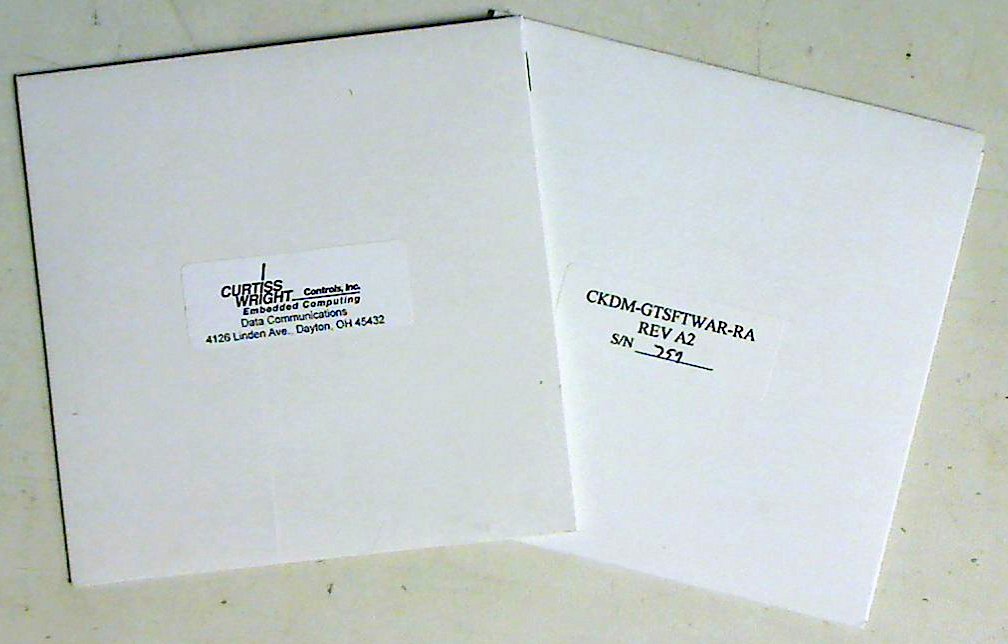 CURTISS
WRIGHT Controls, Inc.
Embedded Computing
Data Communications
4126 Linden Ave., Dayton, OH 45432
CKDM-GTSFTWAR-RA
REV A2
S/N 259